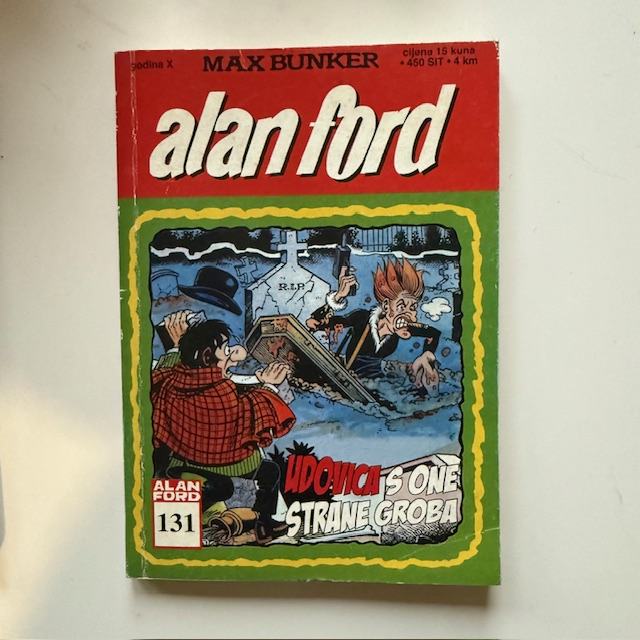 godina X
MAX BUNKER
cijena 15 kuna
• 450 SIT • 4 km
alan ford
R.I.P.
UDOVICA S ONE
STRANE GROBA
ALAN
FORD
131